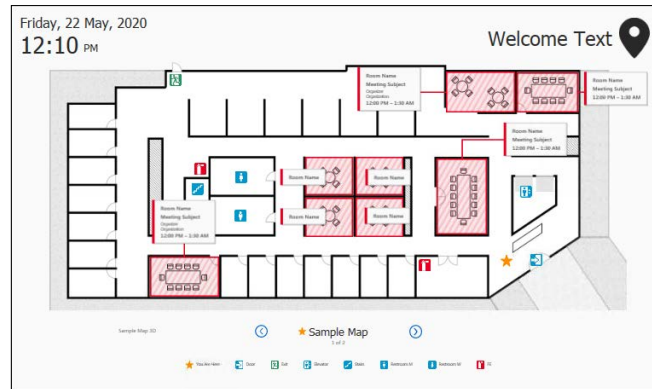 Friday, 22 May, 2020
12:10 PM
Welcome Text
Room Name
Meeting Subject
Organizer
Organization
12:00 PM – 1:30 AM
Room Name
Meeting Subject
Organizer
Organization
12:00 PM – 1:30 AM
Room Name
Meeting Subject
12:00 PM – 1:30 AM
Room Name
Room Name
Room Name
Meeting Subject
Organizer
Organization
12:00 PM – 1:30 AM
Room Name
Room Name
Sample Map 3D
Sample Map
1 of 2
You Are Here
Door
Exit
Elevator
Stairs
Restroom M
Restroom W